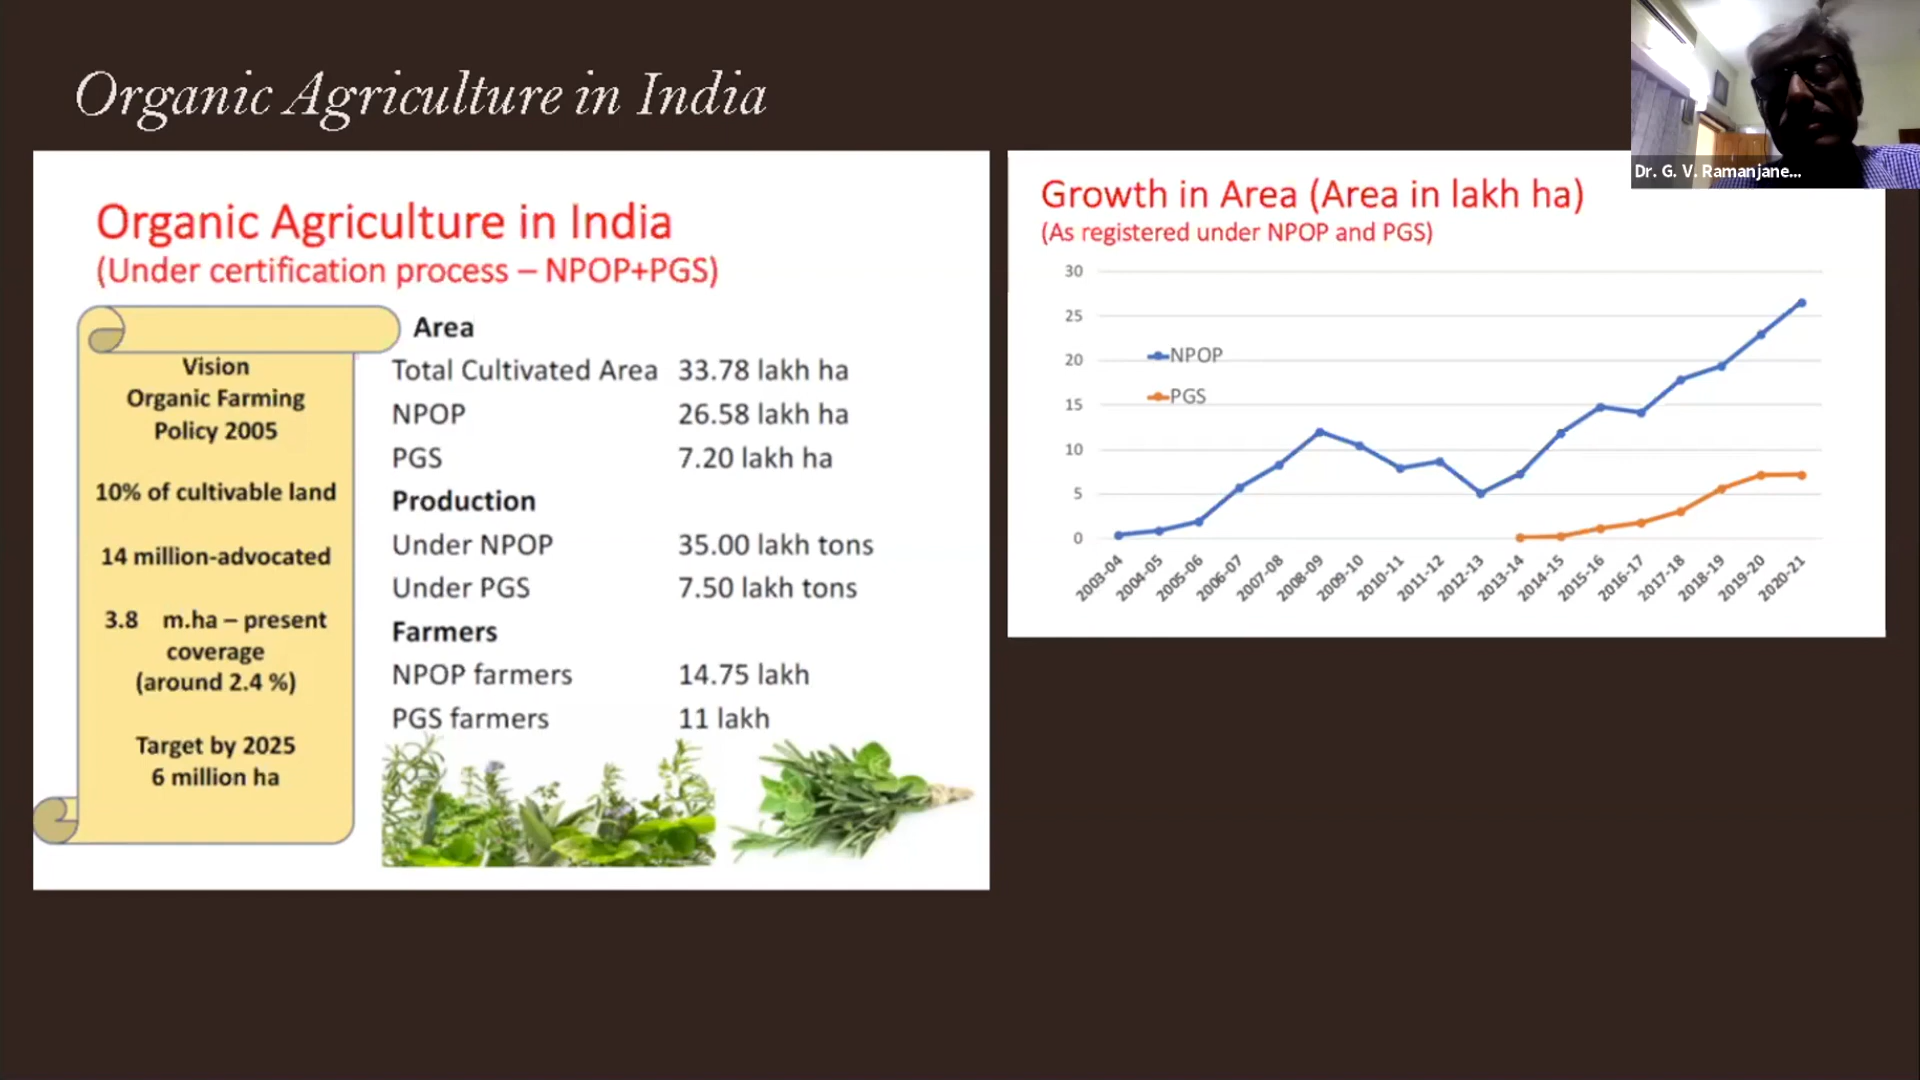 Organic Agriculture in India
Dr. G. V. Ramanjane...
Organic Agriculture in India
(Under certification process – NPOP+PGS)
Vision
Organic Farming
Policy 2005
10% of cultivable land
14 million-advocated
3.8 m.ha – present
coverage
(around 2.4 %)
Target by 2025
6 million ha
Area
Total Cultivated Area 33.78 lakh ha
NPOP 26.58 lakh ha
PGS 7.20 lakh ha
Production
Under NPOP 35.00 lakh tons
Under PGS 7.50 lakh tons
Farmers
NPOP farmers 14.75 lakh
PGS farmers 11 lakh
Growth in Area (Area in lakh ha)
(As registered under NPOP and PGS)
30
25
20
15
10
5
0
NPOP
PGS
2003-04
2004-05
2005-06
2006-07
2007-08
2008-09
2009-10
2010-11
2011-12
2012-13
2013-14
2014-15
2015-16
2016-17
2017-18
2018-19
2019-20
2020-21